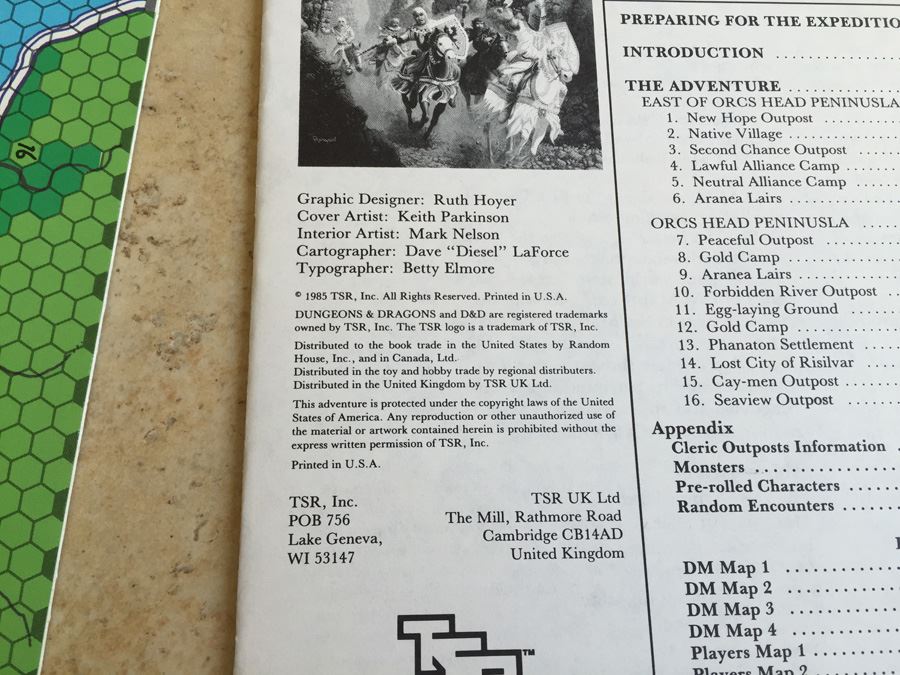 16
Parkinson
Graphic Designer: Ruth Hoyer
Cover Artist: Keith Parkinson
Interior Artist: Mark Nelson
Cartographer: Dave "Diesel" LaForce
Typographer: Betty Elmore
© 1985 TSR, Inc. All Rights Reserved. Printed in U.S.A.
DUNGEONS & DRAGONS and D&D are registered trademarks
owned by TSR, Inc. The TSR logo is a trademark of TSR, Inc.
Distributed to the book trade in the United States by Random
House, Inc., and in Canada, Ltd.
Distributed in the toy and hobby trade by regional distributers.
Distributed in the United Kingdom by TSR UK Ltd.
This adventure is protected under the copyright laws of the United
States of America. Any reproduction or other unauthorized use of
the material or artwork contained herein is prohibited without the
express written permission of TSR, Inc.
Printed in U.S.A.
TSR, Inc.
POB 756
Lake Geneva,
WI 53147
TSR UK Ltd
The Mill, Rathmore Road
Cambridge CB14AD
United Kingdom
TM
PREPARING FOR THE EXPEDITIO
INTRODUCTION ...............
THE ADVENTURE ............
EAST OF ORCS HEAD PENINUSLA
1. New Hope Outpost .........
2. Native Village ............
3. Second Chance Outpost .....
4. Lawful Alliance Camp ......
5. Neutral Alliance Camp .....
6. Aranea Lairs .............
ORCS HEAD PENINUSLA .....
7. Peaceful Outpost ..........
8. Gold Camp ..............
9. Aranea Lairs .............
10. Forbidden River Outpost ..
11. Egg-laying Ground .......
12. Gold Camp .............
13. Phanaton Settlement .....
14. Lost City of Risilvar ....
15. Cay-men Outpost .......
16. Seaview Outpost ........
Appendix
Cleric Outposts Information .
Monsters ..................
Pre-rolled Characters ......
Random Encounters .......
DM Map 1 ..............
DM Map 2 ..............
DM Map 3 .............
DM Map 4 .............
Players Map 1 ..........
Players Map 2 ..........